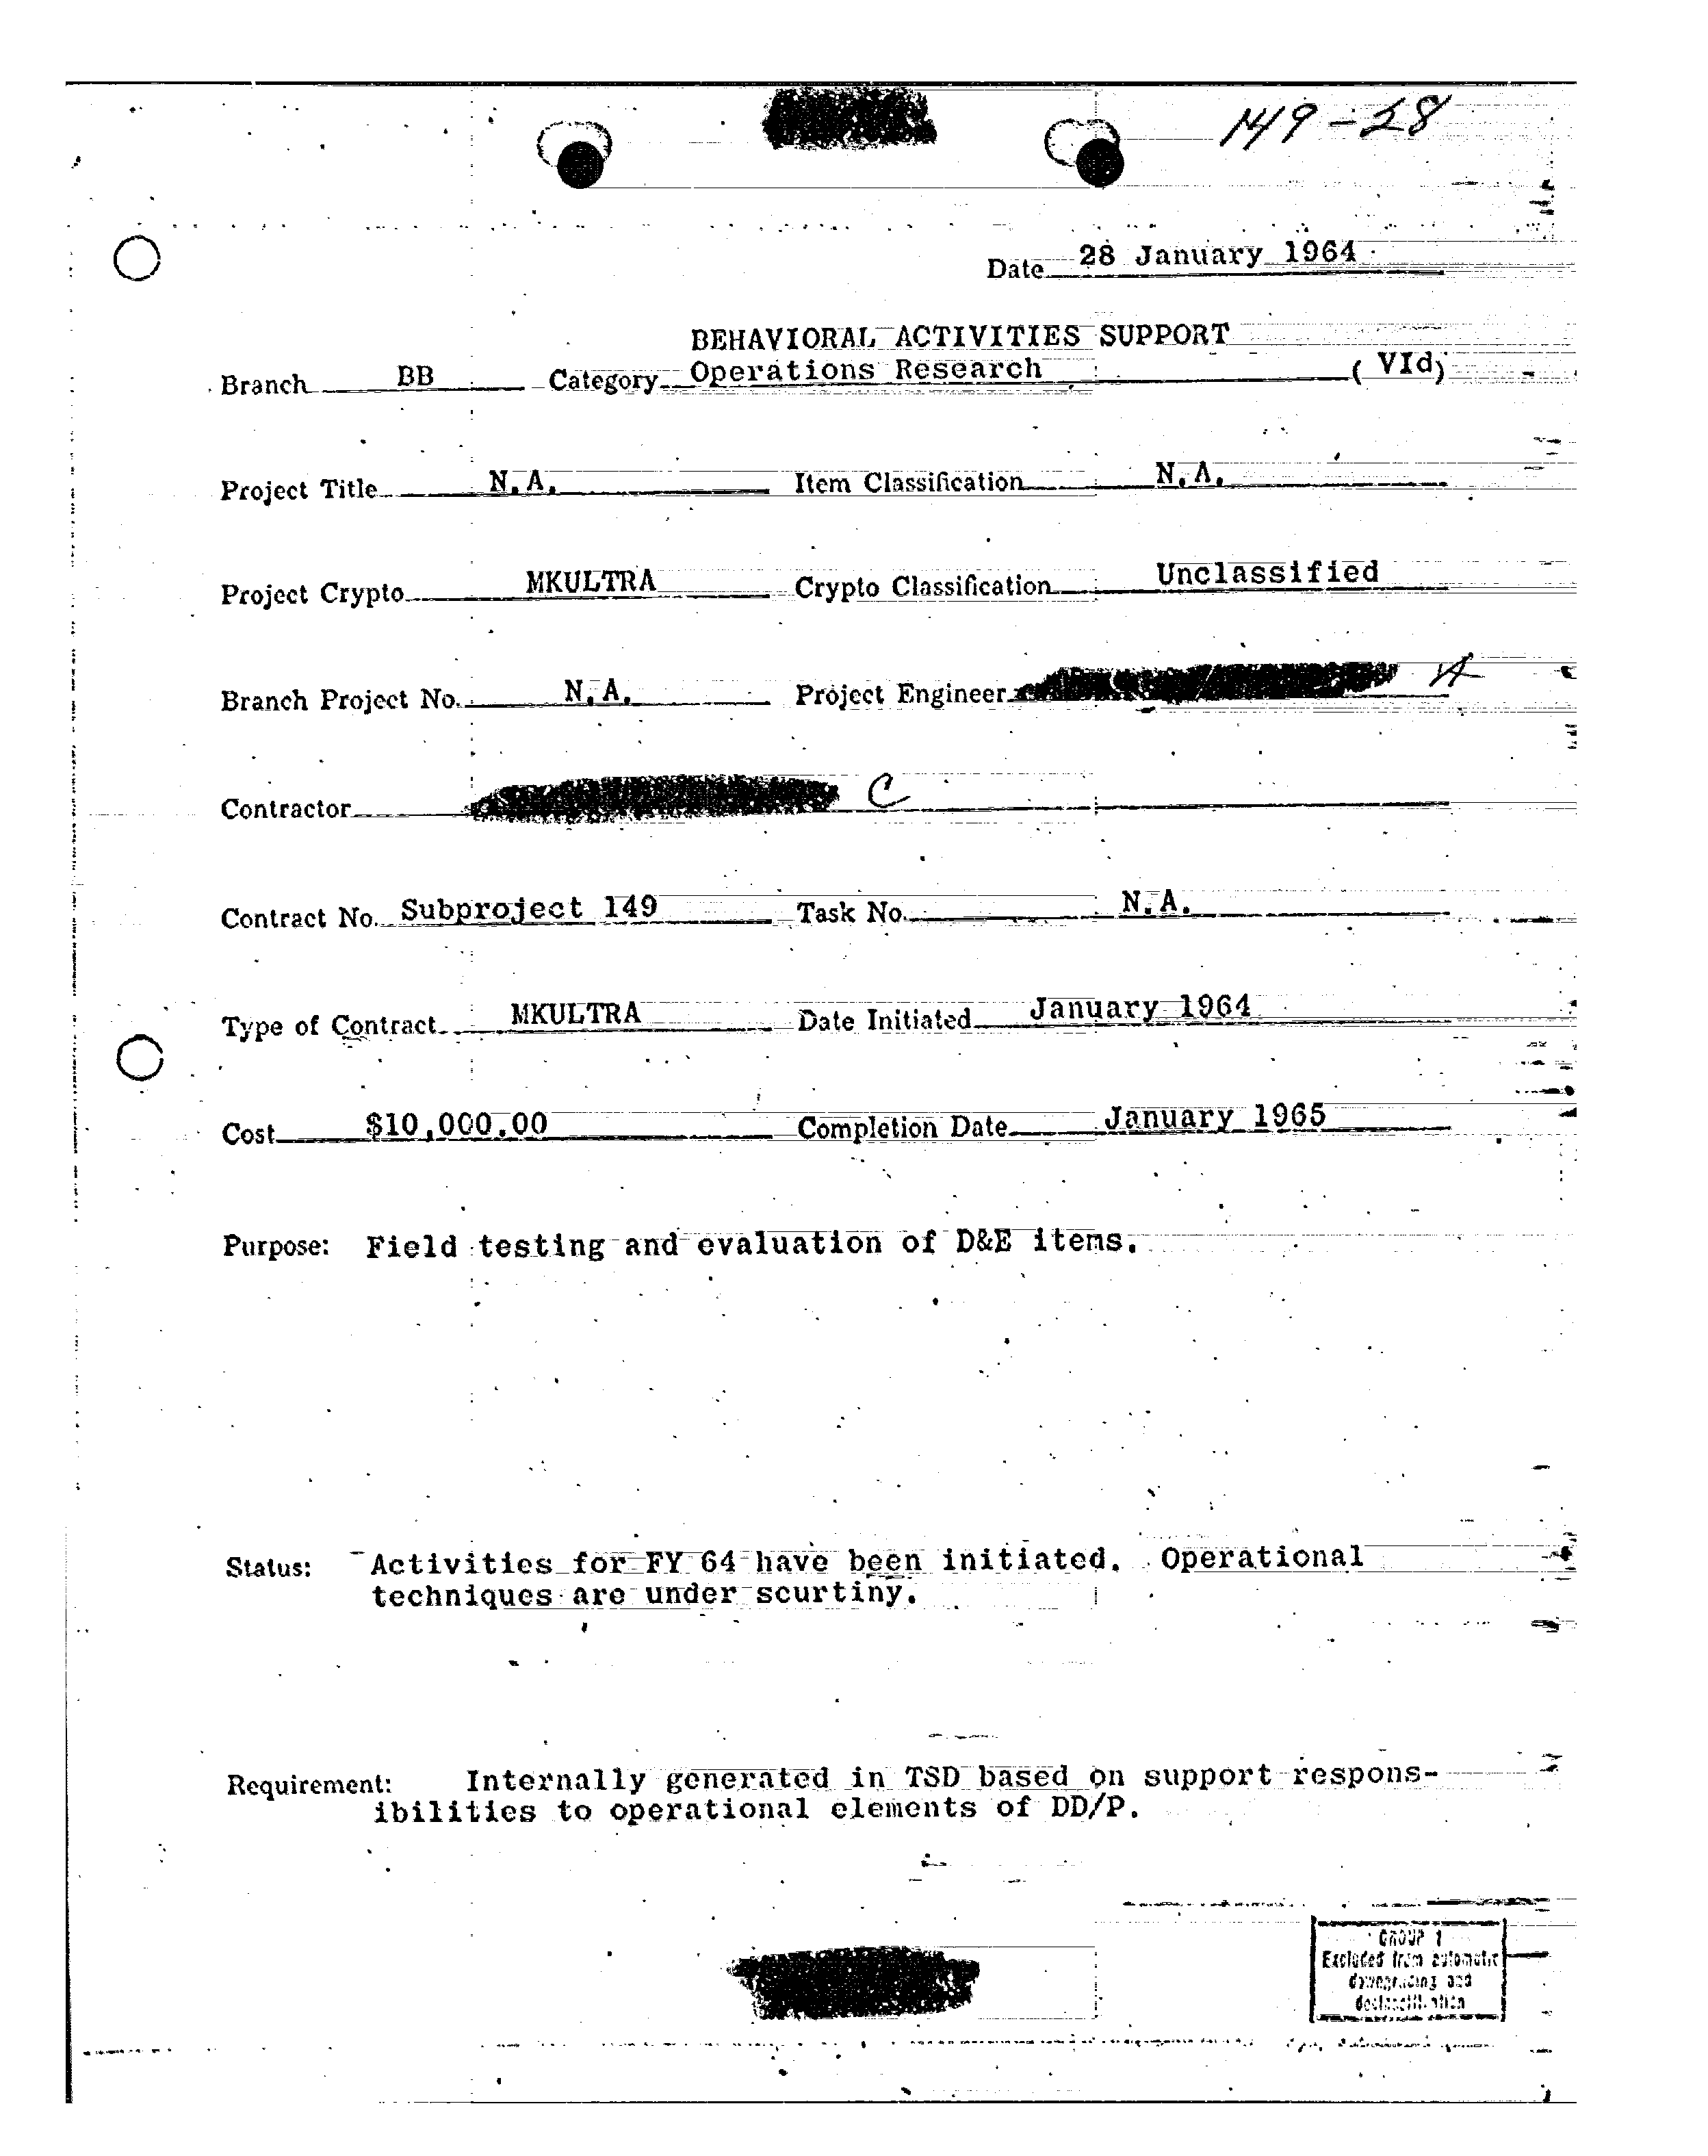 149-28
Date 28 January 1964
BEHAVIORAL ACTIVITIES SUPPORT
Branch BB Category Operations Research ( VId)
Project Title N.A. Item Classification N.A.
Project Crypto MKULTRA Crypto Classification Unclassified
Branch Project No. N.A. Project Engineer A
Contractor C
Contract No. Subproject 149 Task No. N.A.
Type of Contract MKULTRA Date Initiated January 1964
Cost $10,000.00 Completion Date January 1965
Purpose: Field testing and evaluation of D&E items.
Status: Activities for FY 64 have been initiated. Operational
techniques are under scurtiny.
Requirement: Internally generated in TSD based on support respons-
ibilities to operational elements of DD/P.
GROUP 1
Excluded from automatic
downgrading and
declassification